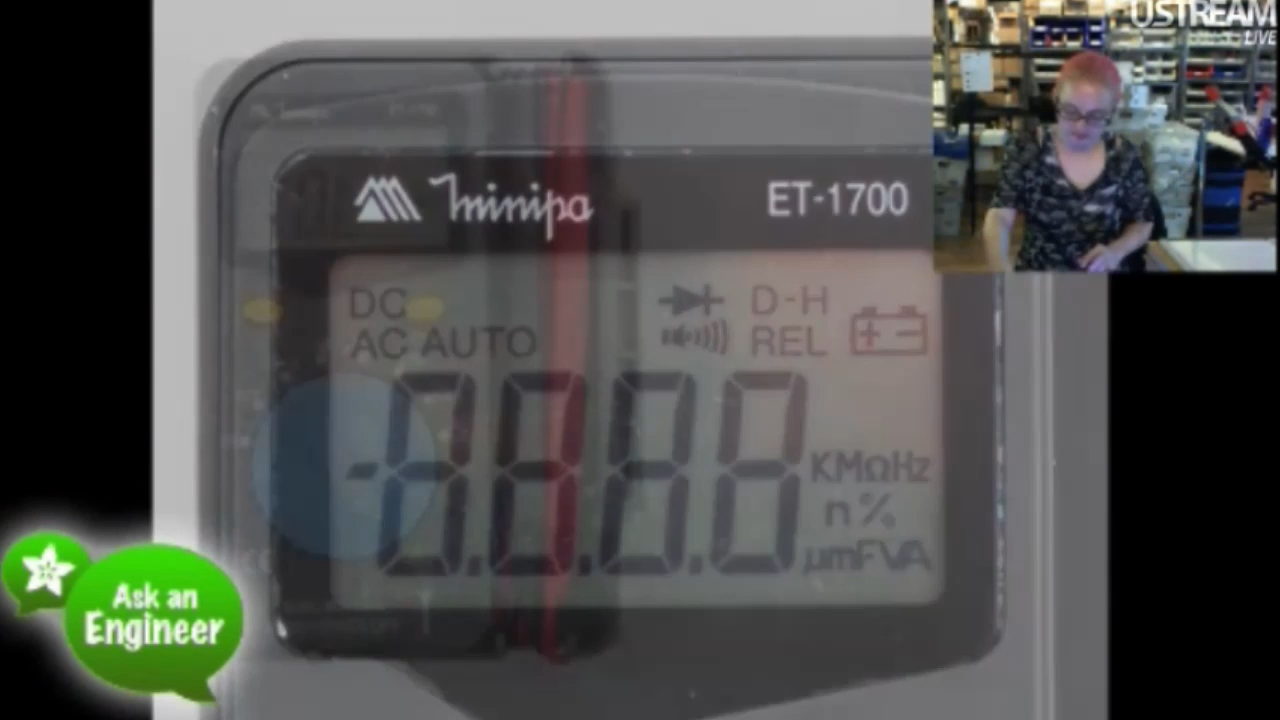 USTREAM
LIVE
minipa
ET-1700
DC
D-H
AC AUTO
REL
+ -
-8.8.8.8
KMΩHz
n %
µmFVA
Ask an
Engineer